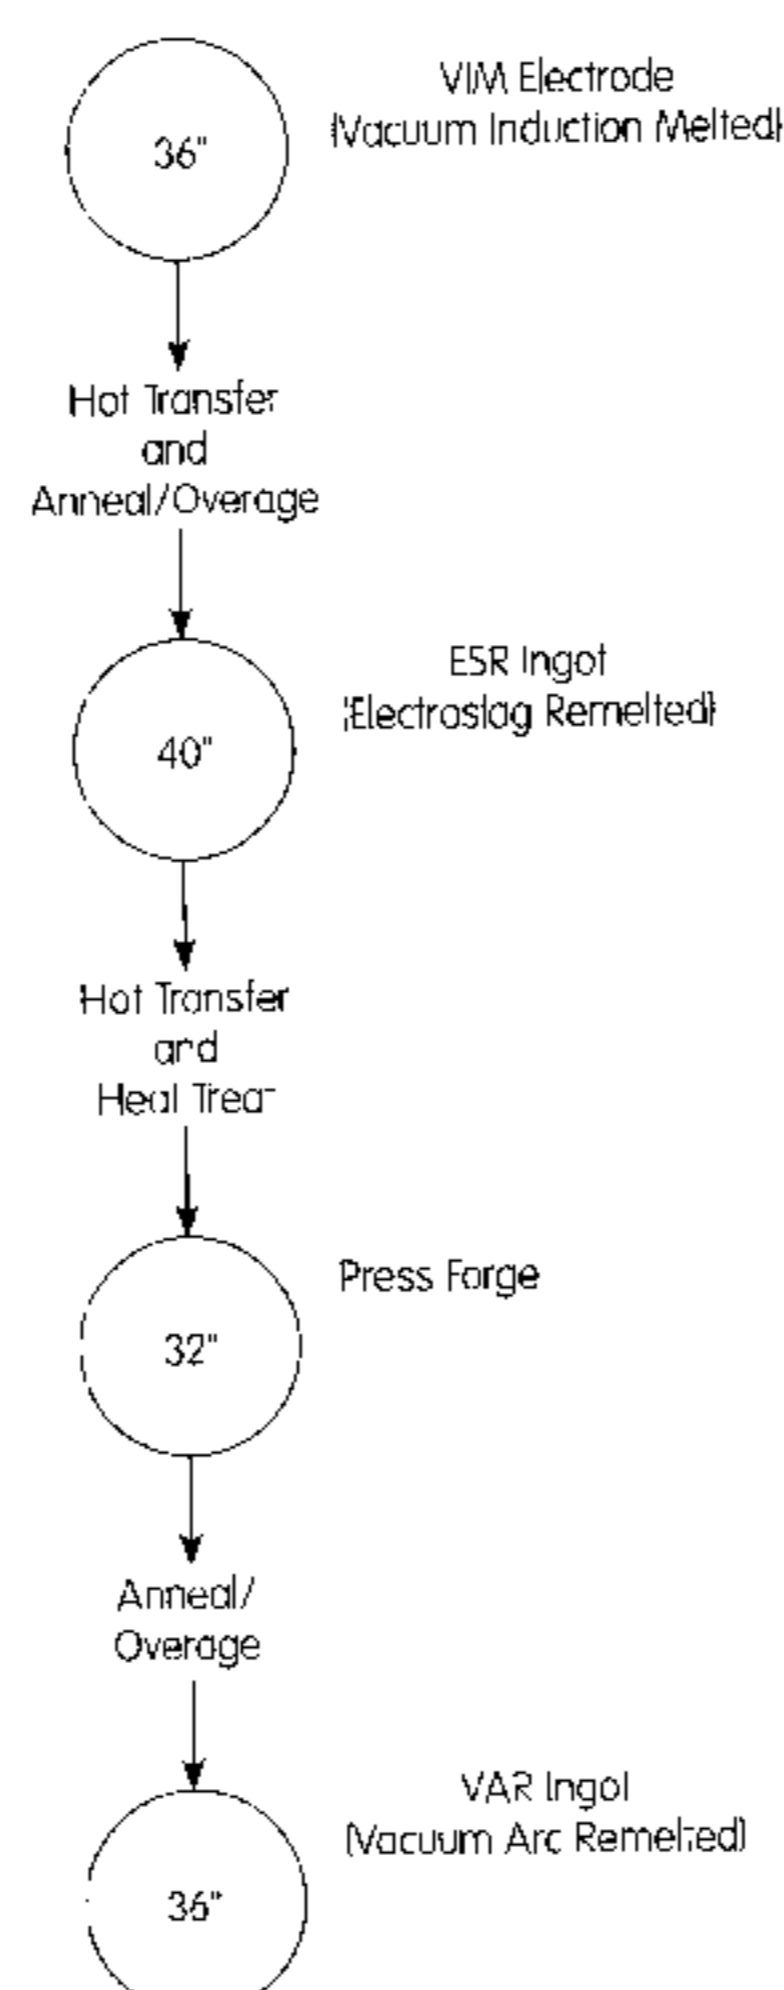 VIM Electrode
(Vacuum Induction Melted)
36"
Hot Transfer
and
Anneal/Overage
ESR Ingot
(Electroslag Remelted)
40"
Hot Transfer
and
Heat Treat
Press Forge
32"
Anneal/
Overage
VAR Ingot
(Vacuum Arc Remelted)
36"